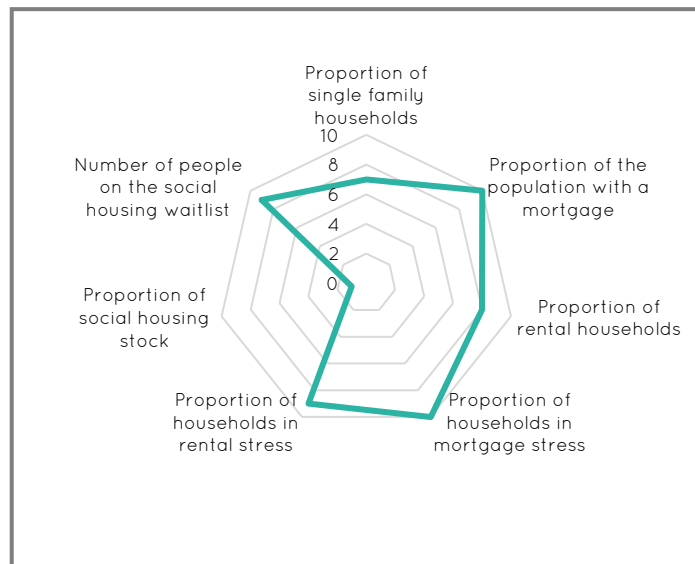 Proportion of
single family
households
10
8
6
4
2
0
Proportion of the
population with a
mortgage
Proportion of
rental households
Proportion of
households in
mortgage stress
Proportion of
households in
rental stress
Proportion of
social housing
stock
Number of people
on the social
housing waitlist